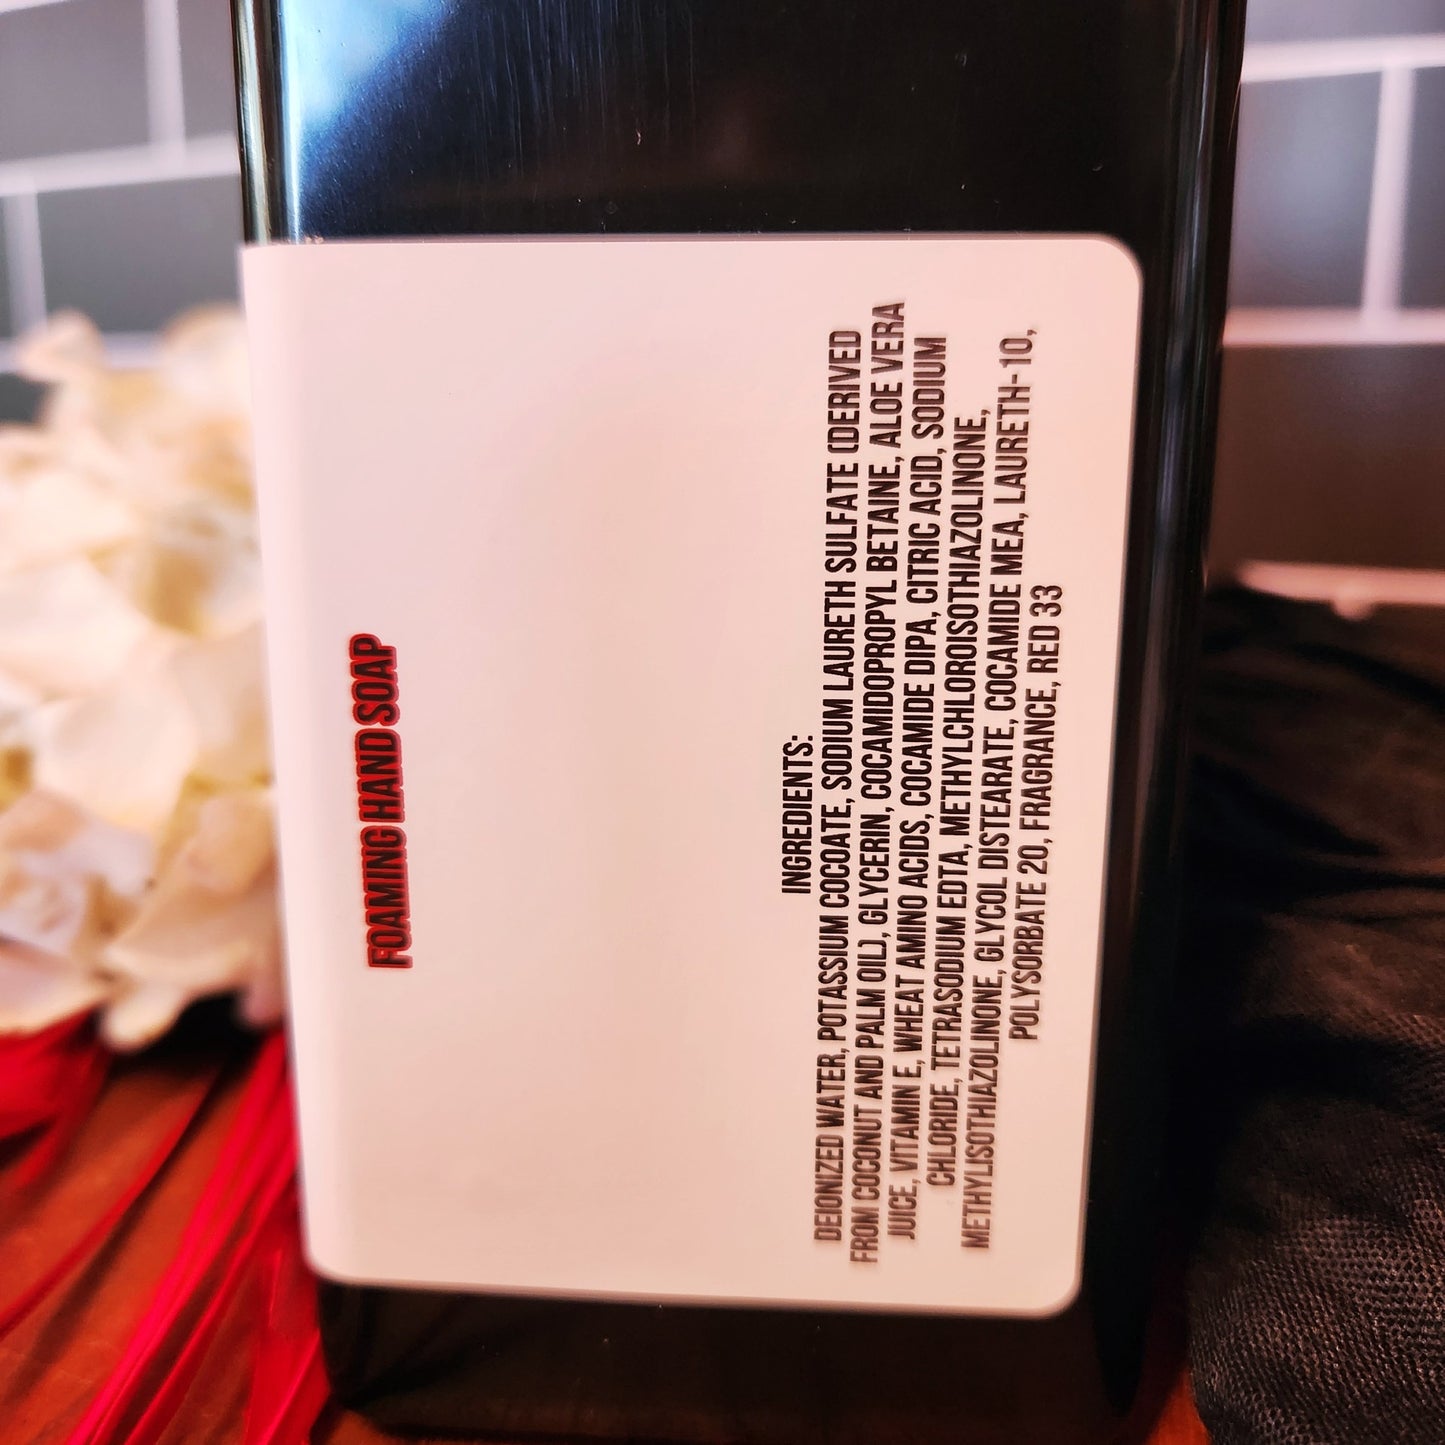 FOAMING HAND SOAP
INGREDIENTS:
DEIONIZED WATER, POTASSIUM COCOATE, SODIUM LAURETH SULFATE (DERIVED
FROM COCONUT AND PALM OIL), GLYCERIN, COCAMIDOPROPYL BETAINE, ALOE VERA
JUICE, VITAMIN E, WHEAT AMINO ACIDS, COCAMIDE DIPA, CITRIC ACID, SODIUM
CHLORIDE, TETRASODIUM EDTA, METHYLCHLOROISOTHIAZOLINONE,
METHYLISOTHIAZOLINONE, GLYCOL DISTEARATE, COCAMIDE MEA, LAURETH-10,
POLYSORBATE 20, FRAGRANCE, RED 33